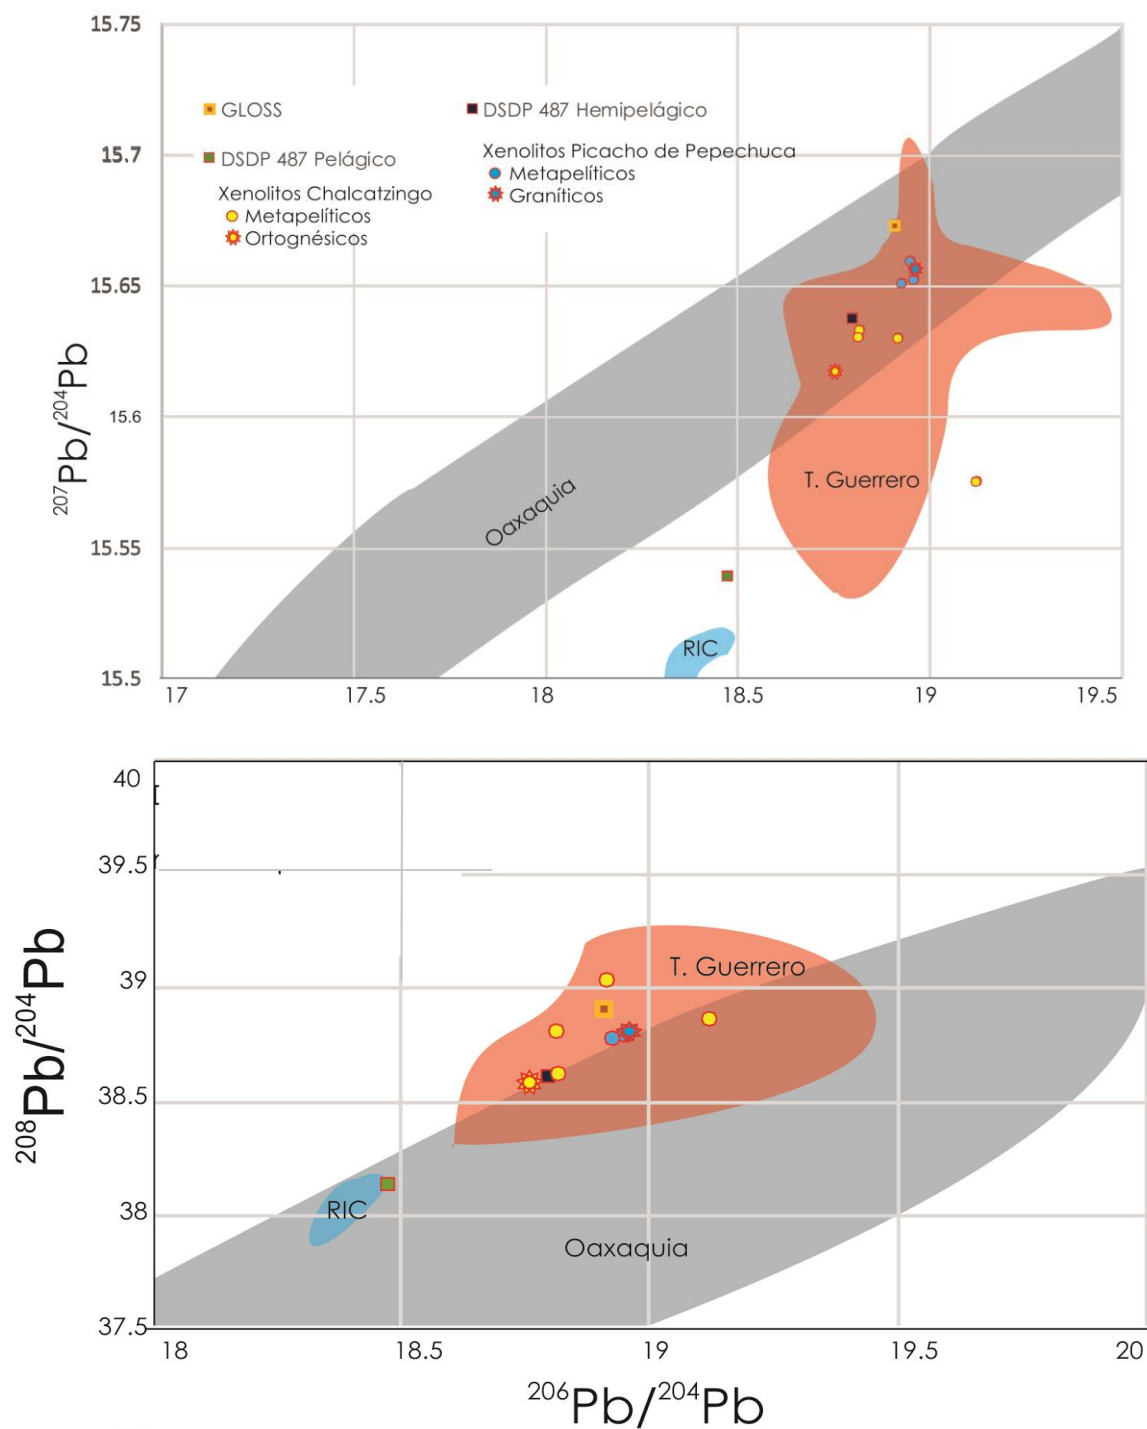 15.75
GLOSS
DSDP 487 Hemipelágico
15.7
DSDP 487 Pelágico
Xenolitos Picacho de Pepechuca
Metapelíticos
Xenolitos Chalcatzingo
Graníticos
Metapelíticos
Ortognésicos
15.65
²⁰⁷Pb/²⁰⁴Pb
15.6
T. Guerrero
Oaxaquia
15.55
RIC
15.5
17 17.5 18 18.5 19 19.5
40
39.5
T. Guerrero
39
²⁰⁸Pb/²⁰⁴Pb
38.5
RIC
38
Oaxaquia
37.5
18 18.5 19 19.5 20
²⁰⁶Pb/²⁰⁴Pb